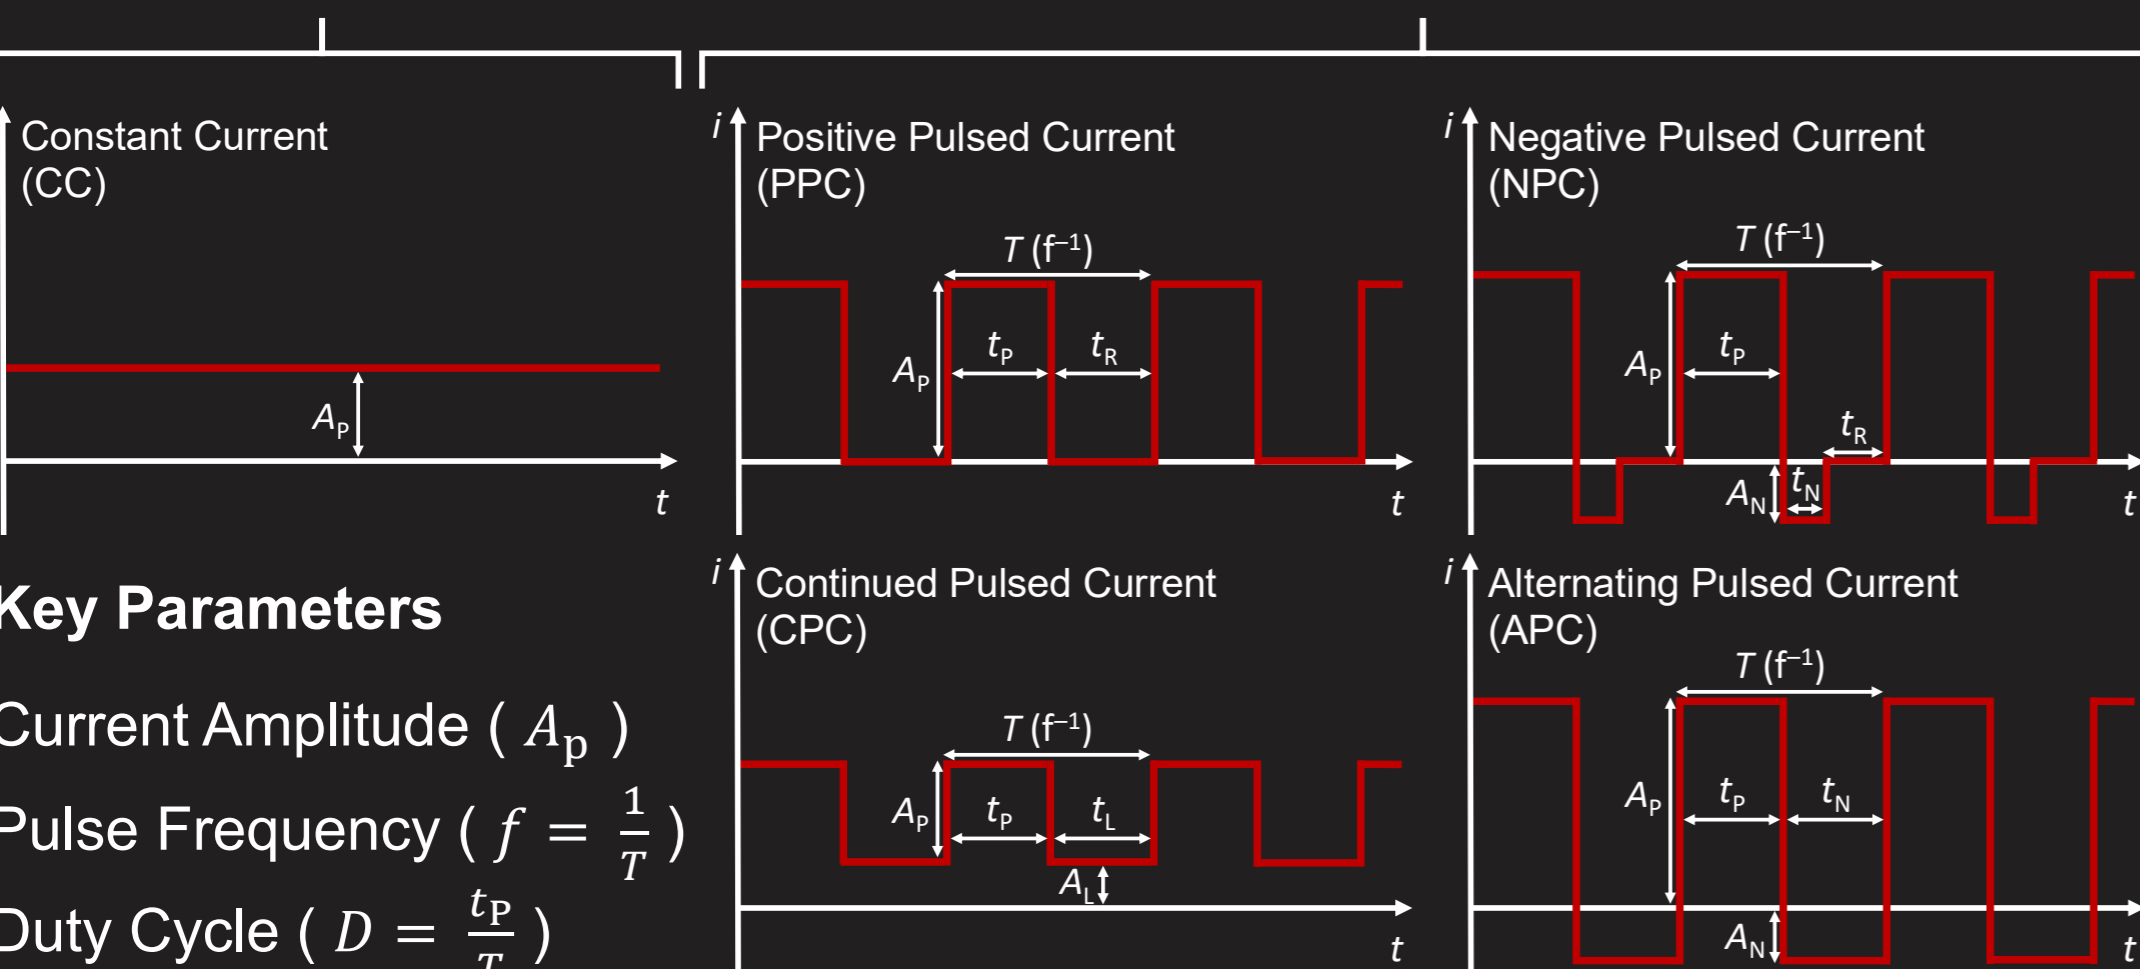 Constant Current
(CC)
A_P
t
i
Positive Pulsed Current
(PPC)
T (f⁻¹)
A_P
t_P
t_R
t
i
Negative Pulsed Current
(NPC)
T (f⁻¹)
A_P
t_P
t_R
A_N
t_N
t
Key Parameters
Current Amplitude ( A_p )
Pulse Frequency ( f = 1/T )
Duty Cycle ( D = t_P/T )
i
Continued Pulsed Current
(CPC)
T (f⁻¹)
A_P
t_P
t_L
A_L
t
i
Alternating Pulsed Current
(APC)
T (f⁻¹)
A_P
t_P
t_N
A_N
t